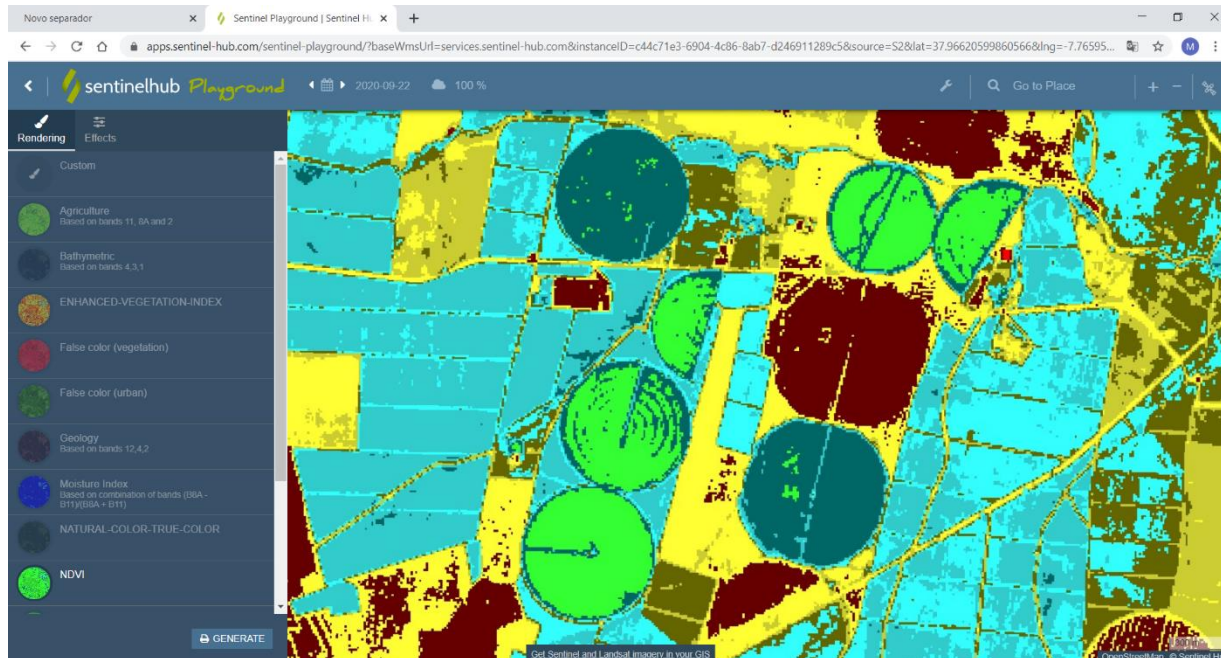 Novo separador
Sentinel Playground | Sentinel H
apps.sentinel-hub.com/sentinel-playground/?baseWmsUrl=services.sentinel-hub.com&instanceID=c44c71e3-6904-4c86-8ab7-d246911289c5&source=S2&lat=37.96620599860566&lng=-7.76595...
M
sentinelhub Playground
2020-09-22
100 %
Go to Place
Rendering
Effects
Custom
Agriculture
Based on bands 11, 8A and 2
Bathymetric
Based on bands 4,3,1
ENHANCED-VEGETATION-INDEX
False color (vegetation)
False color (urban)
Geology
Based on bands 12,4,2
Moisture Index
Based on combination of bands (B8A -
B11)/(B8A + B11)
NATURAL-COLOR-TRUE-COLOR
NDVI
GENERATE
Get Sentinel and Landsat imagery in your GIS
OpenStreetMap, © Sentinel H